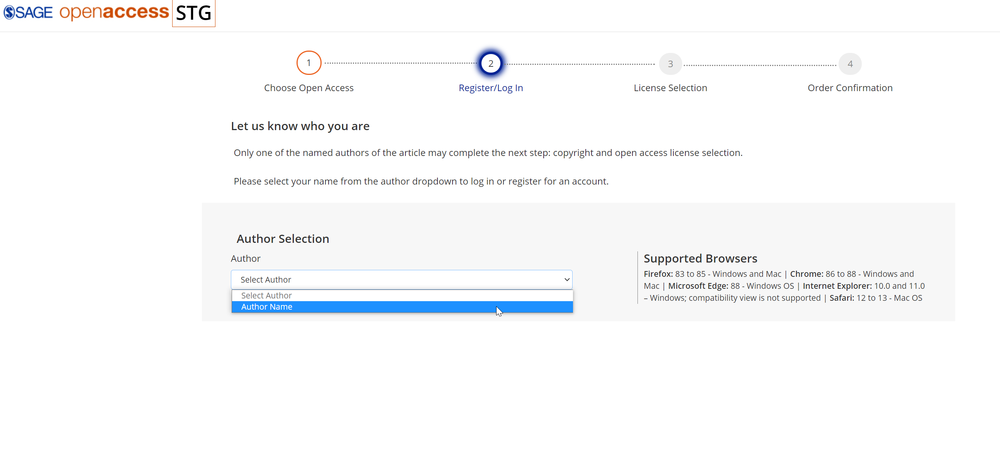 SAGE openaccess STG
1
2
3
4
Choose Open Access
Register/Log In
License Selection
Order Confirmation
Let us know who you are
Only one of the named authors of the article may complete the next step: copyright and open access license selection.
Please select your name from the author dropdown to log in or register for an account.
Author Selection
Author
Select Author
Select Author
Author Name
Supported Browsers
Firefox: 83 to 85 - Windows and Mac | Chrome: 86 to 88 - Windows and
Mac | Microsoft Edge: 88 - Windows OS | Internet Explorer: 10.0 and 11.0
– Windows; compatibility view is not supported | Safari: 12 to 13 - Mac OS